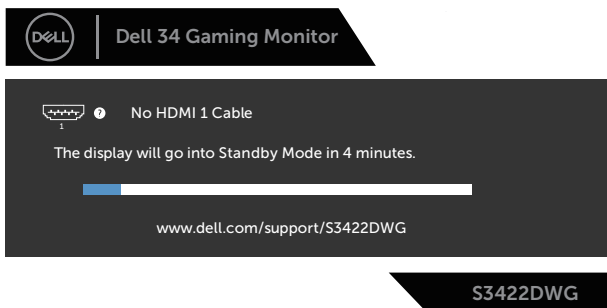 DELL
Dell 34 Gaming Monitor
?
No HDMI 1 Cable
1
The display will go into Standby Mode in 4 minutes.
www.dell.com/support/S3422DWG
S3422DWG